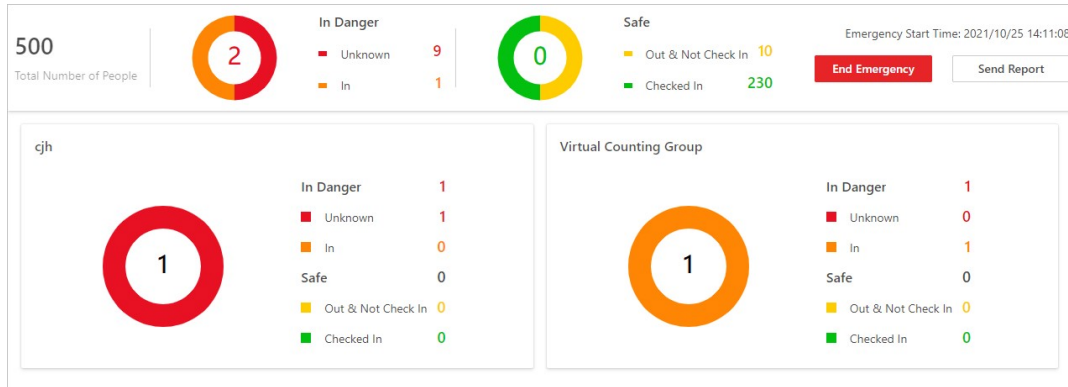 500
Total Number of People
2
In Danger
Unknown 9
In 1
0
Safe
Out & Not Check In 10
Checked In 230
Emergency Start Time: 2021/10/25 14:11:08
End Emergency
Send Report
cjh
1
In Danger 1
Unknown 1
In 0
Safe 0
Out & Not Check In 0
Checked In 0
Virtual Counting Group
1
In Danger 1
Unknown 0
In 1
Safe 0
Out & Not Check In 0
Checked In 0